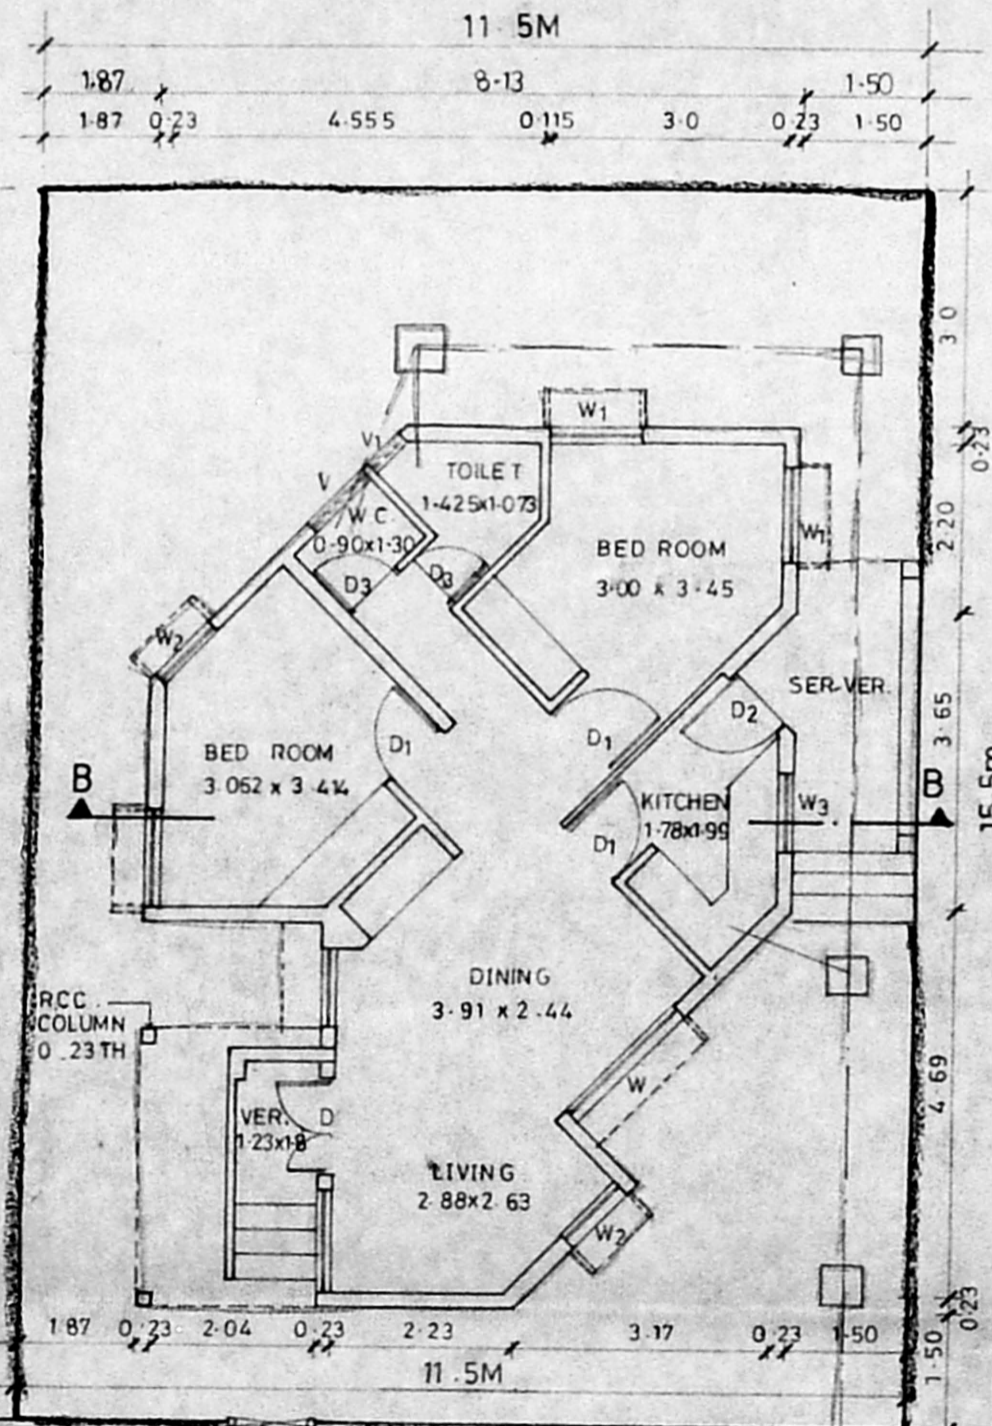 11.5M
1.87 8-13 1.50
1.87 0.23 4.555 0.115 3.0 0.23 1.50
3.0
0.23
W1
V1
V
TOILET
1.425x1.073
W.C.
0.90x1.30
D3
D3
BED ROOM
3.00 x 3.45
W1
2.20
W2
SER-VER.
D2
3.65
D1
D1
BED ROOM
3.062 x 3.414
B
B
KITCHEN
1.78x1.99
W3
D1
DINING
3.91 x 2.44
R.C.C.
COLUMN
0.23TH
W
4.69
VER.
1.23x1.8
D
LIVING
2.88x2.63
W2
0.23
1.87 0.23 2.04 0.23 2.23 3.17 0.23 1.50
1.50
11.5M